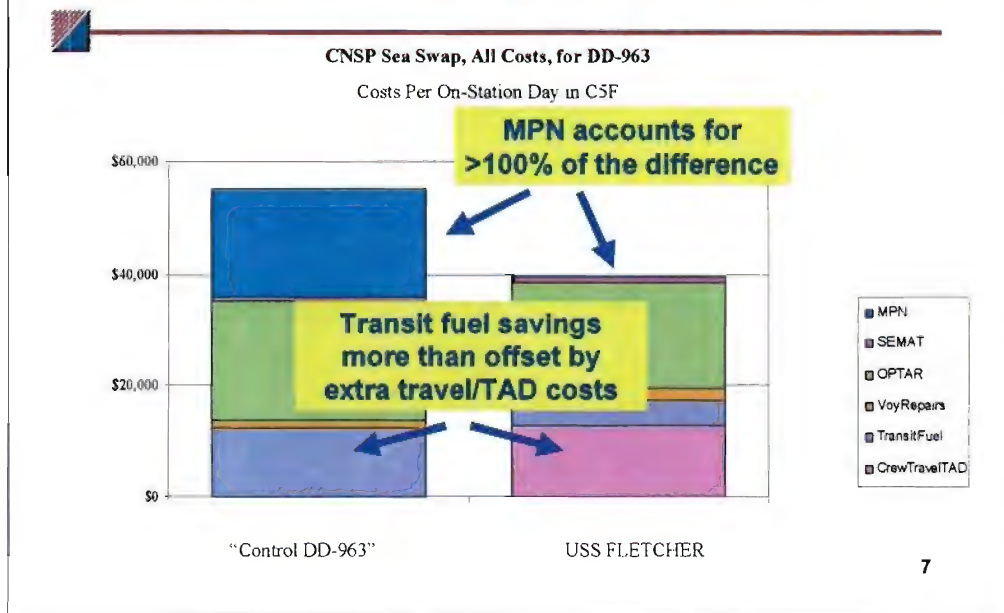 CNSP Sea Swap, All Costs, for DD-963
Costs Per On-Station Day in C5F
MPN accounts for
>100% of the difference
$60,000
$40,000
$20,000
$0
Transit fuel savings
more than offset by
extra travel/TAD costs
MPN
SEMAT
OPTAR
VoyRepairs
TransitFuel
CrewTravelTAD
"Control DD-963"
USS FLETCHER
7